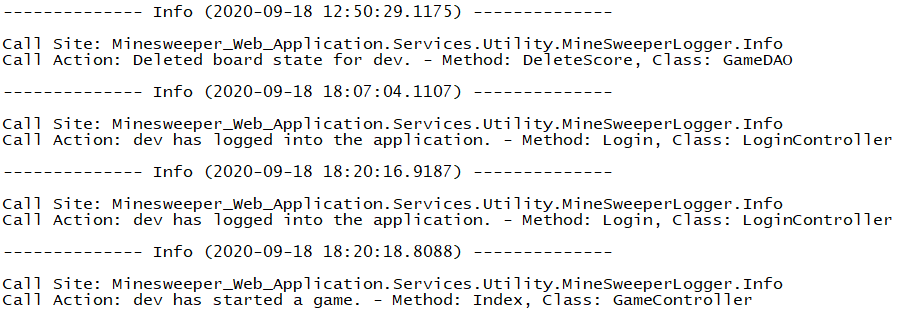 -------------- Info (2020-09-18 12:50:29.1175) --------------
Call Site: Minesweeper_Web_Application.Services.Utility.MineSweeperLogger.Info
Call Action: Deleted board state for dev. - Method: DeleteScore, Class: GameDAO
-------------- Info (2020-09-18 18:07:04.1107) --------------
Call Site: Minesweeper_Web_Application.Services.Utility.MineSweeperLogger.Info
Call Action: dev has logged into the application. - Method: Login, Class: LoginController
-------------- Info (2020-09-18 18:20:16.9187) --------------
Call Site: Minesweeper_Web_Application.Services.Utility.MineSweeperLogger.Info
Call Action: dev has logged into the application. - Method: Login, Class: LoginController
-------------- Info (2020-09-18 18:20:18.8088) --------------
Call Site: Minesweeper_Web_Application.Services.Utility.MineSweeperLogger.Info
Call Action: dev has started a game. - Method: Index, Class: GameController